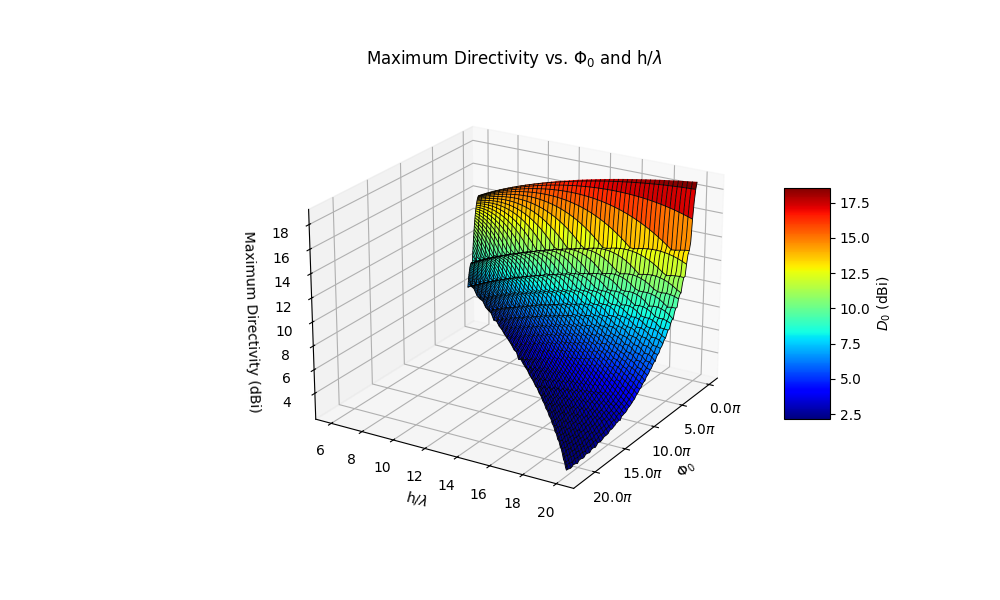 Maximum Directivity vs. Φ₀ and h/λ
Maximum Directivity (dBi)
18
16
14
12
10
8
6
4
6
8
10
12
14
16
18
20
h/λ
0.0π
5.0π
10.0π
15.0π
20.0π
Φ₀
17.5
15.0
12.5
10.0
7.5
5.0
2.5
D₀ (dBi)